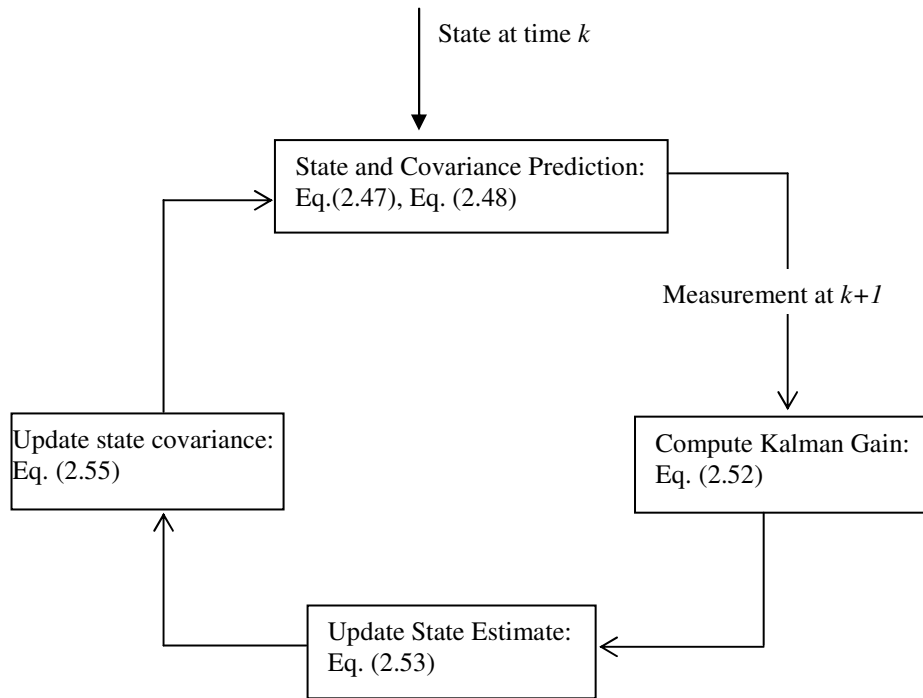 State at time k
State and Covariance Prediction:
Eq.(2.47), Eq. (2.48)
Measurement at k+1
Update state covariance:
Eq. (2.55)
Compute Kalman Gain:
Eq. (2.52)
Update State Estimate:
Eq. (2.53)